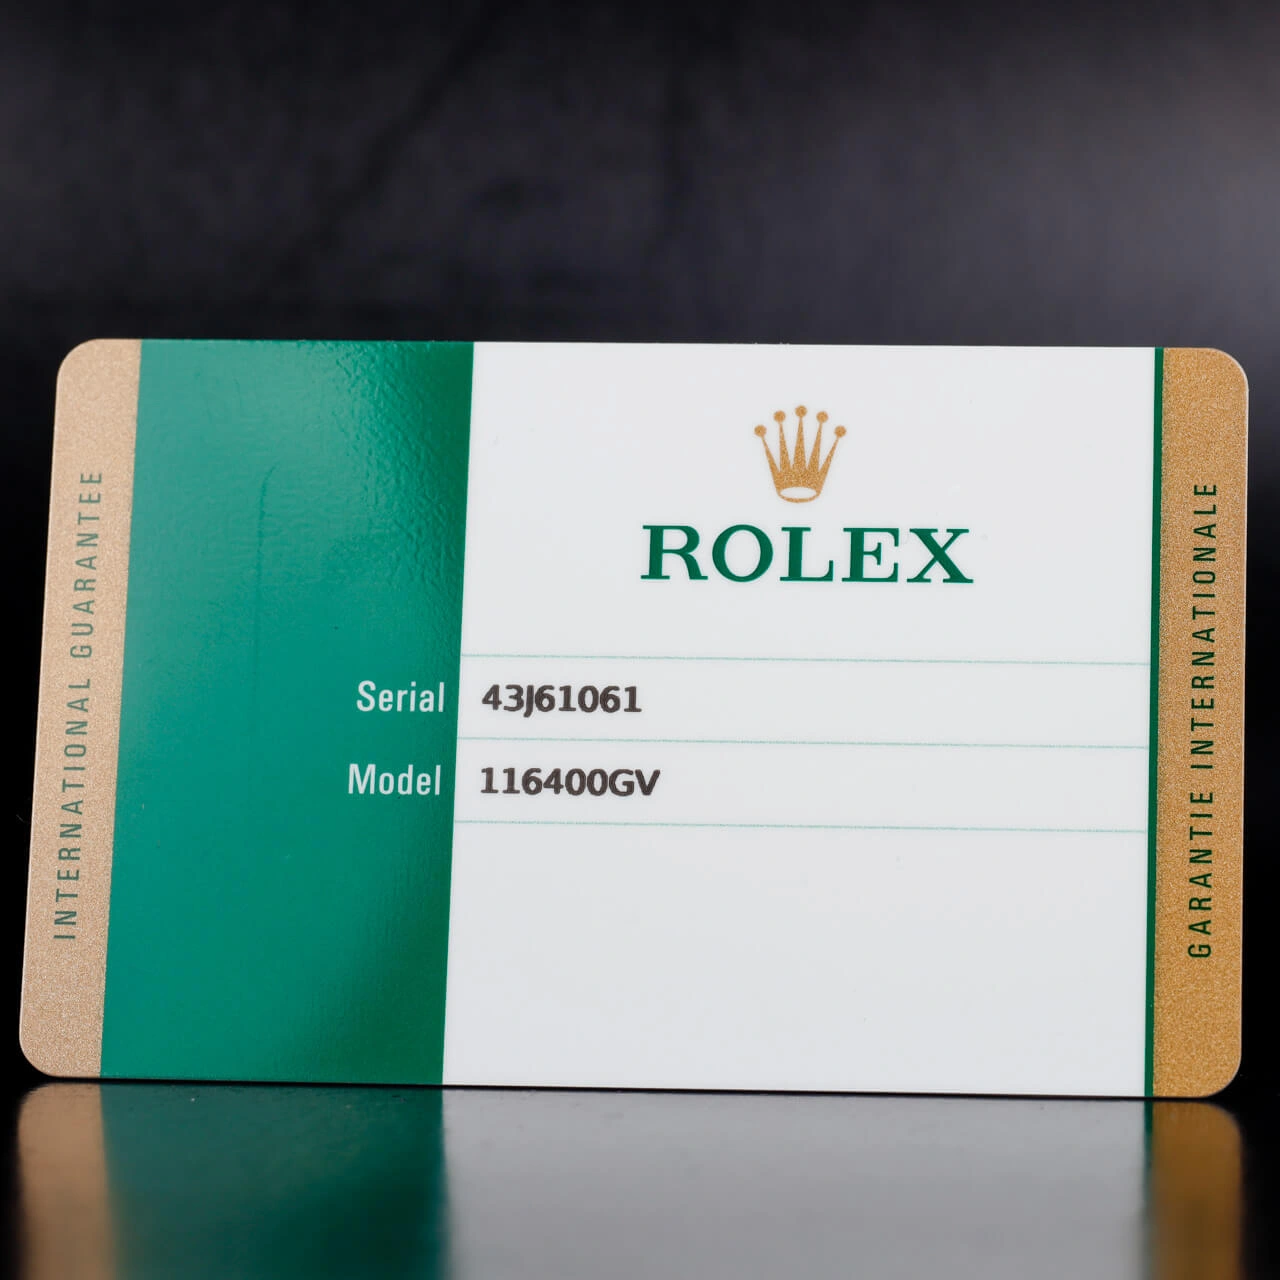 INTERNATIONAL GUARANTEE
ROLEX
Serial 43J61061
Model 116400GV
GARANTIE INTERNATIONALE